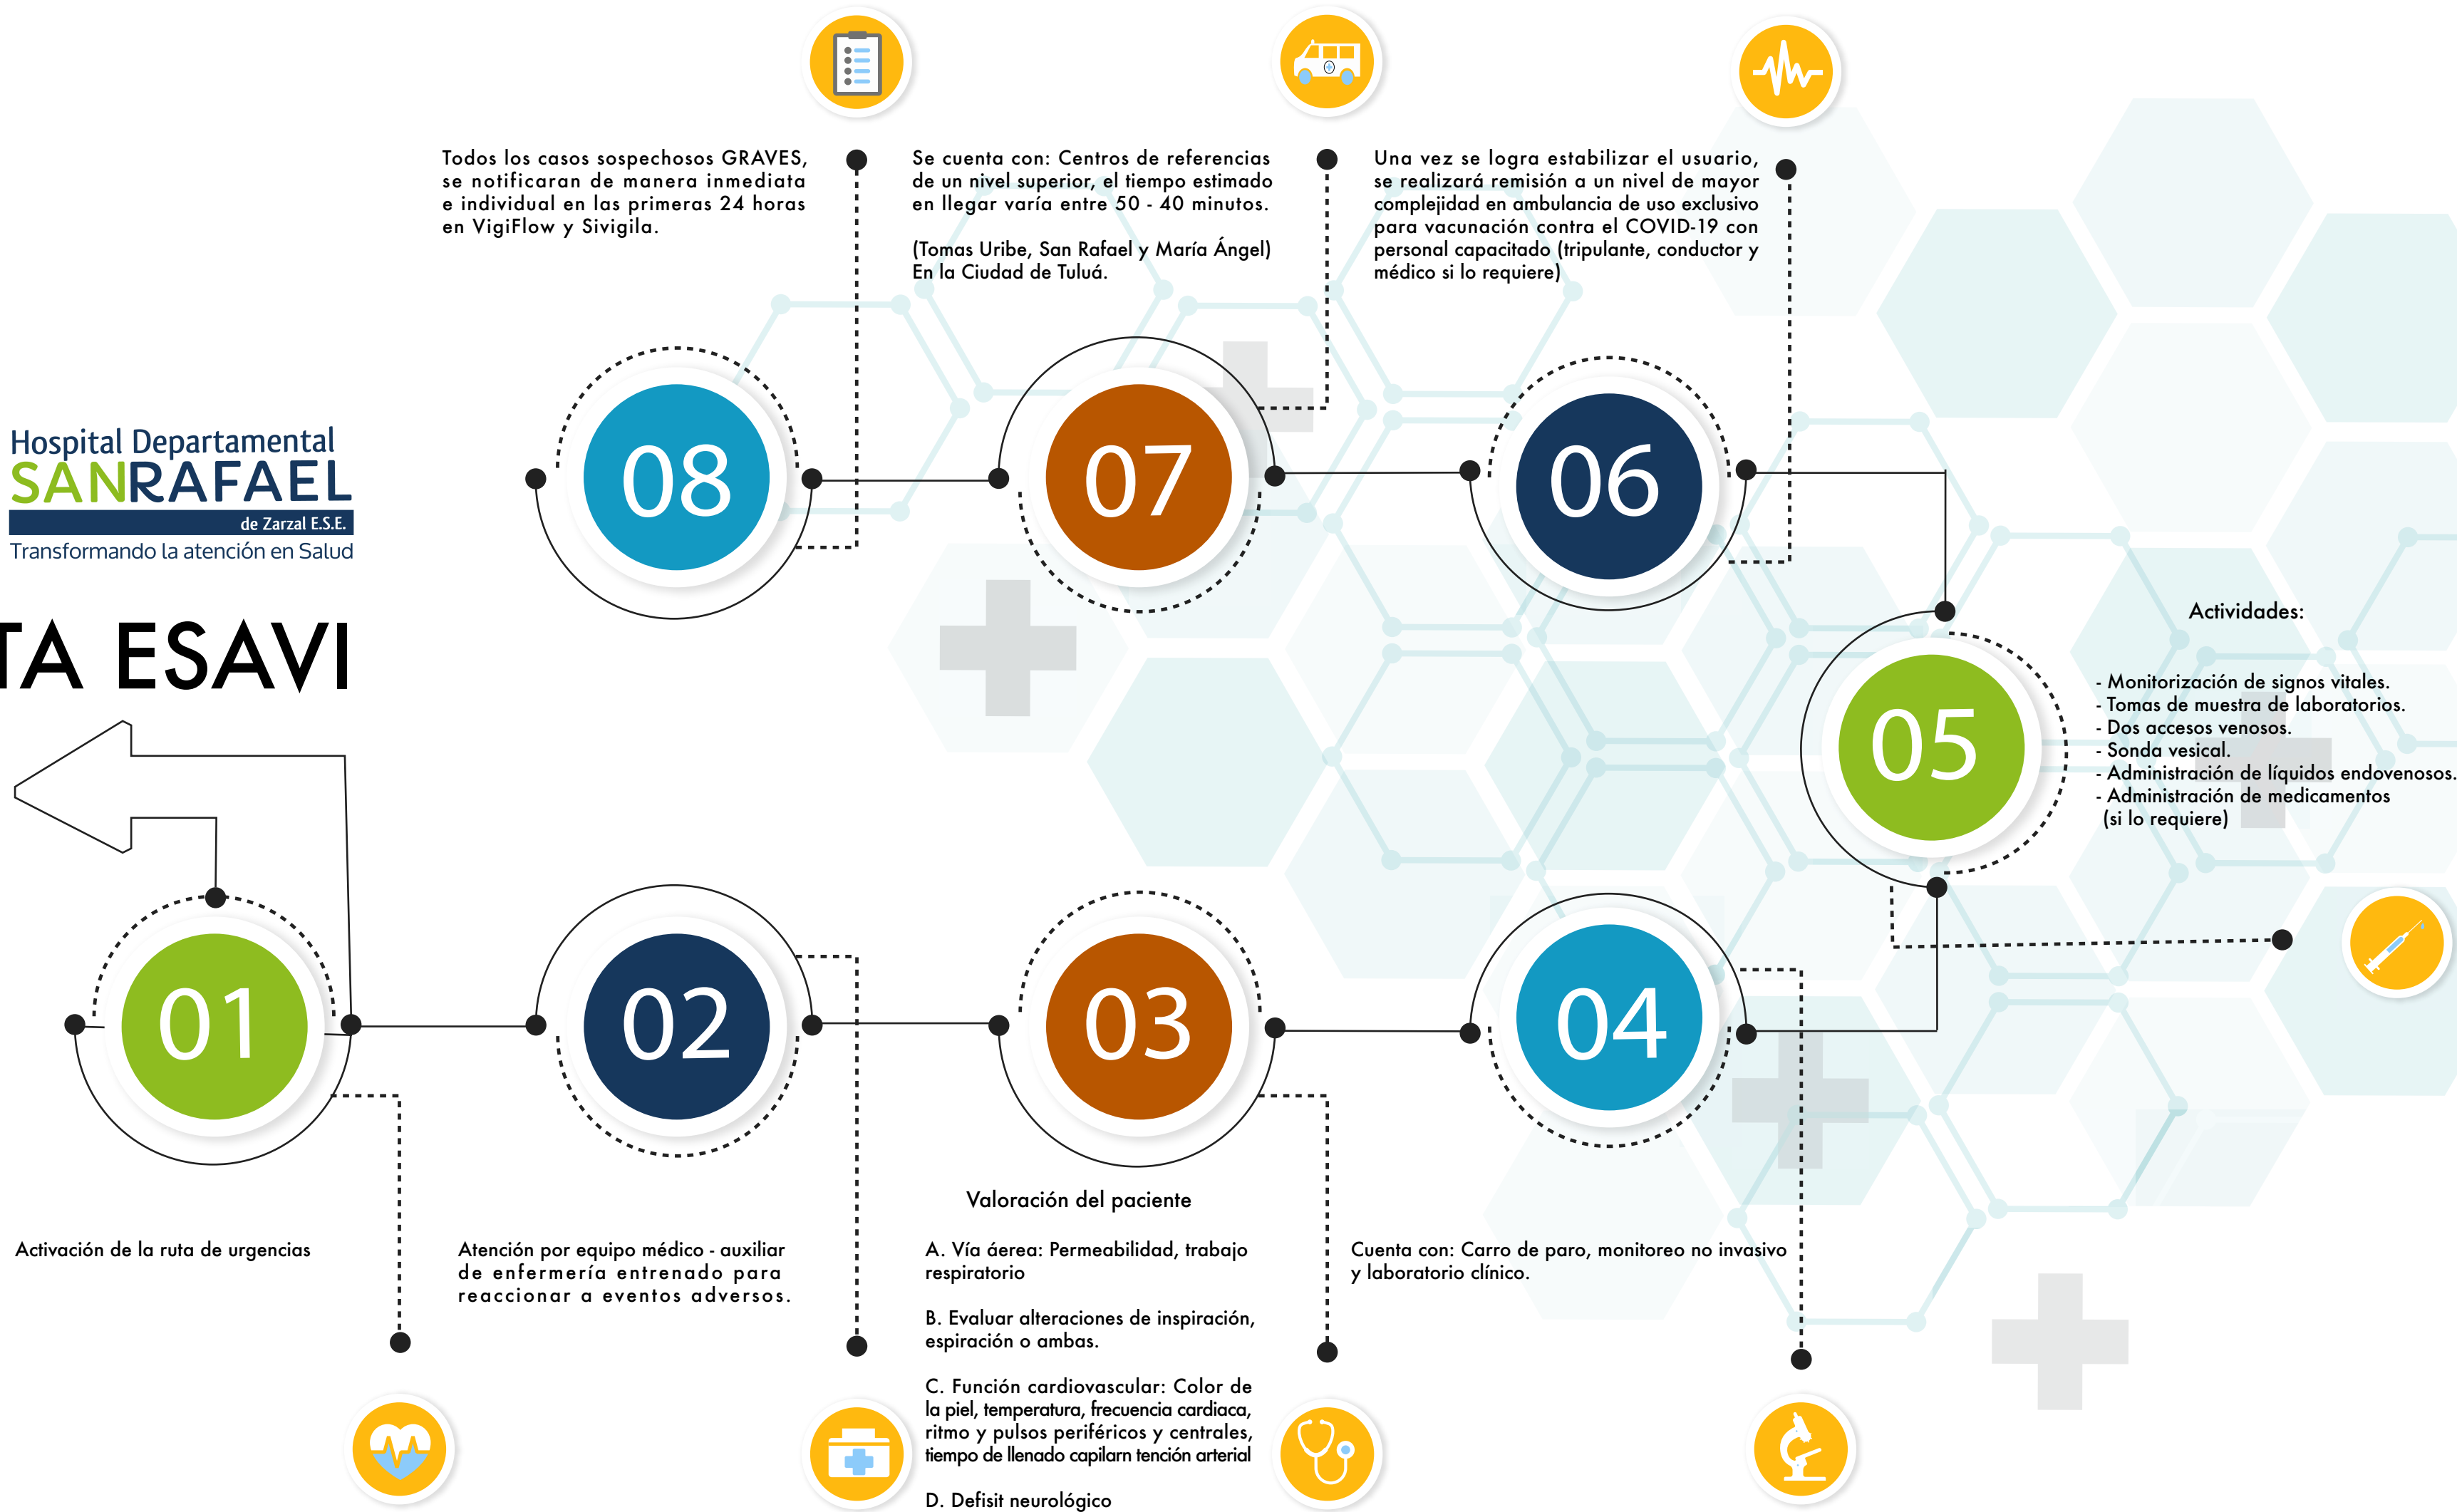 Hospital Departamental
SANRAFAEL
de Zarzal E.S.E.
Transformando la atención en Salud
TA ESAVI
01
Activación de la ruta de urgencias
02
Atención por equipo médico - auxiliar
de enfermería entrenado para
reaccionar a eventos adversos.
03
Valoración del paciente
A. Vía áerea: Permeabilidad, trabajo
respiratorio
B. Evaluar alteraciones de inspiración,
espiración o ambas.
C. Función cardiovascular: Color de
la piel, temperatura, frecuencia cardiaca,
ritmo y pulsos periféricos y centrales,
tiempo de llenado capilarn tención arterial
D. Defisit neurológico
04
Cuenta con: Carro de paro, monitoreo no invasivo
y laboratorio clínico.
05
Actividades:
- Monitorización de signos vitales.
- Tomas de muestra de laboratorios.
- Dos accesos venosos.
- Sonda vesical.
- Administración de líquidos endovenosos.
- Administración de medicamentos
(si lo requiere)
06
Una vez se logra estabilizar el usuario,
se realizará remisión a un nivel de mayor
complejidad en ambulancia de uso exclusivo
para vacunación contra el COVID-19 con
personal capacitado (tripulante, conductor y
médico si lo requiere)
07
Se cuenta con: Centros de referencias
de un nivel superior, el tiempo estimado
en llegar varía entre 50 - 40 minutos.
(Tomas Uribe, San Rafael y María Ángel)
En la Ciudad de Tuluá.
08
Todos los casos sospechosos GRAVES,
se notificaran de manera inmediata
e individual en las primeras 24 horas
en VigiFlow y Sivigila.